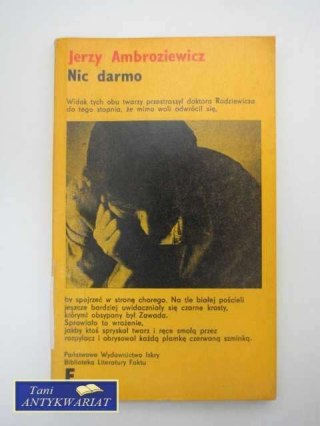 Jerzy Ambroziewicz
Nic darmo
Widok tych obu twarzy przestraszył doktora Rodziewicza
do tego stopnia, że mimo woli odwrócił się,
by spojrzeć w stronę chorego. Na tle białej pościeli
jeszcze bardziej uwidaczniały się czarne krosty,
którymi obsypany był Zawada.
Sprawiało to wrażenie,
jakby ktoś spryskał twarz i ręce smołą przez
rozpylacz i obrysował każdą plamkę czerwoną szminką.
Państwowe Wydawnictwo Iskry
Biblioteka Literatury Faktu
F
Tani
ANTYKWARIAT